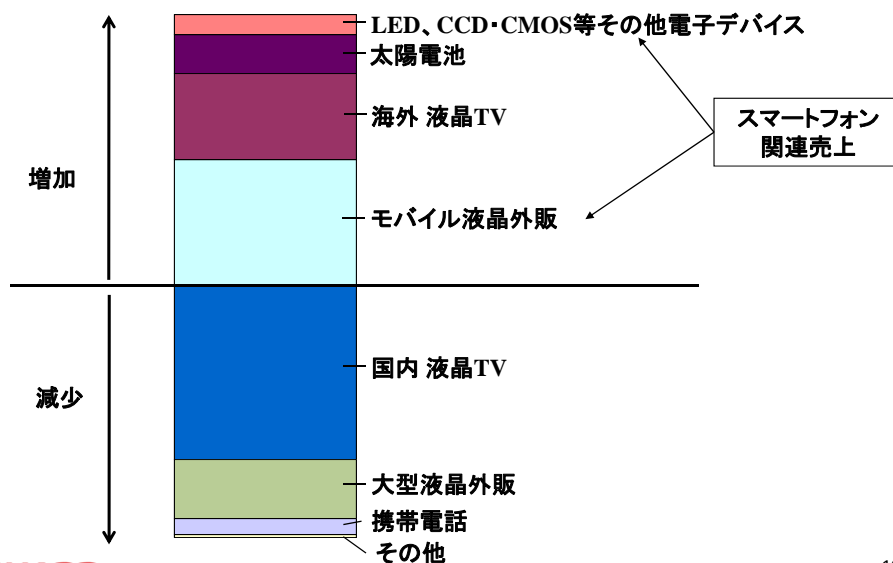 LED、CCD・CMOS等その他電子デバイス
太陽電池
海外 液晶TV
スマートフォン
関連売上
増加
モバイル液晶外販
国内 液晶TV
減少
大型液晶外販
携帯電話
その他